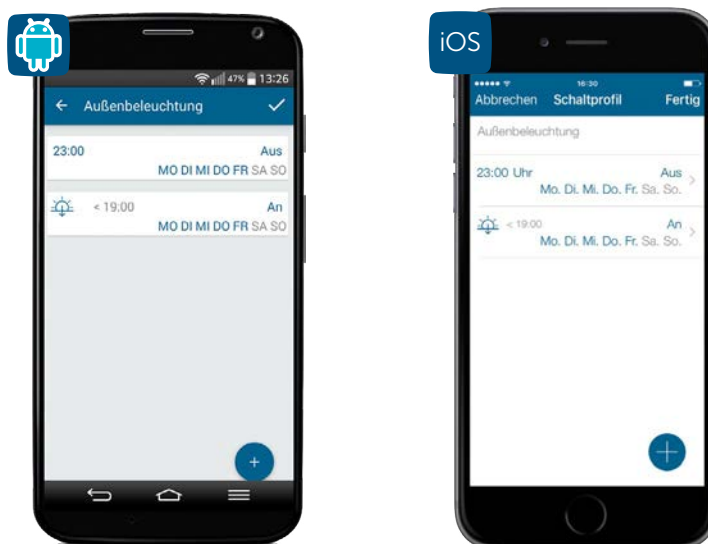 47% 13:26
Außenbeleuchtung
23:00 Aus
MO DI MI DO FR SA SO
< 19:00 An
MO DI MI DO FR SA SO
iOS
16:30
Abbrechen Schaltprofil Fertig
Außenbeleuchtung
23:00 Uhr Aus
Mo. Di. Mi. Do. Fr. Sa. So.
< 19:00 An
Mo. Di. Mi. Do. Fr. Sa. So.